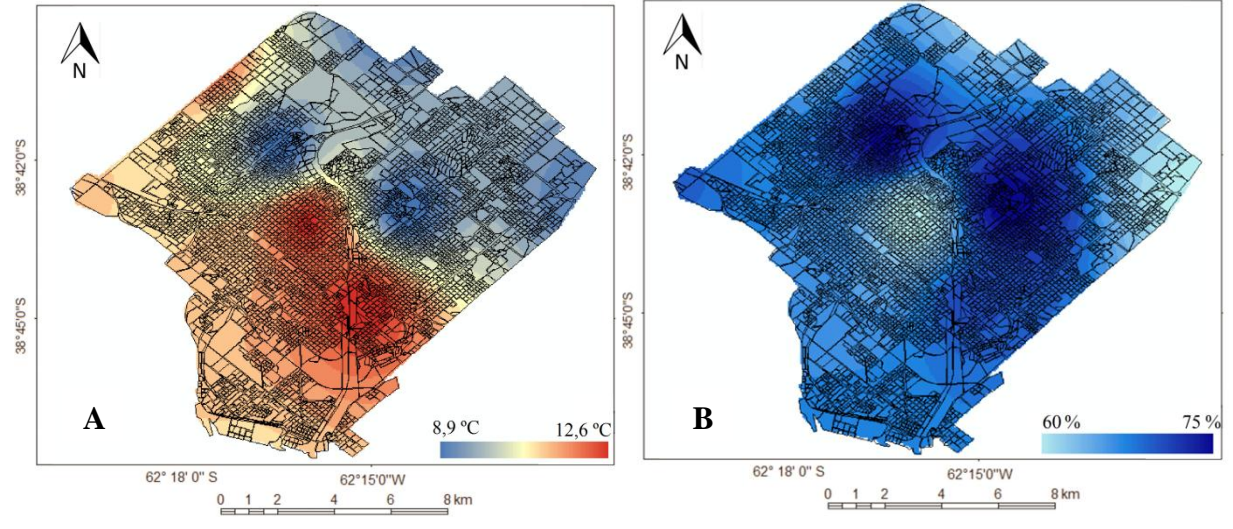 N
38°42'0"S
38°45'0"S
A
8,9 ºC
12,6 ºC
62° 18' 0'' S
62°15'0''W
0 1 2 4 6 8 km
N
38°42'0"S
38°45'0"S
B
60 %
75 %
62° 18' 0'' S
62°15'0''W
0 1 2 4 6 8 km